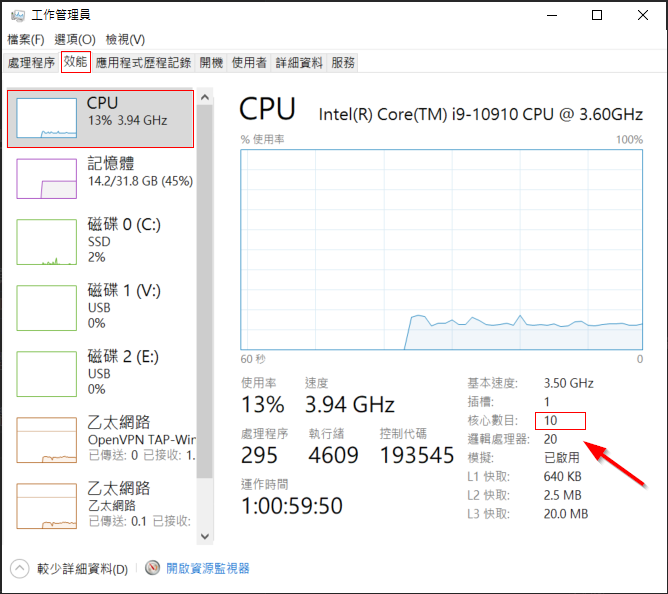 工作管理員
檔案(F) 選項(O) 檢視(V)
處理程序 效能 應用程式歷程記錄 開機 使用者 詳細資料 服務
CPU
13% 3.94 GHz
記憶體
14.2/31.8 GB (45%)
磁碟 0 (C:)
SSD
2%
磁碟 1 (V:)
USB
0%
磁碟 2 (E:)
USB
0%
乙太網路
OpenVPN TAP-Win
已傳送: 0 已接收: 1.
乙太網路
乙太網路
已傳送: 0.1 已接收:
CPU Intel(R) Core(TM) i9-10910 CPU @ 3.60GHz
% 使用率 100%
60 秒 0
使用率 速度
13% 3.94 GHz
處理程序 執行緒 控制代碼
295 4609 193545
運作時間
1:00:59:50
基本速度: 3.50 GHz
插槽: 1
核心數目: 10
邏輯處理器: 20
模擬: 已啟用
L1 快取: 640 KB
L2 快取: 2.5 MB
L3 快取: 20.0 MB
較少詳細資料(D) 開啟資源監視器